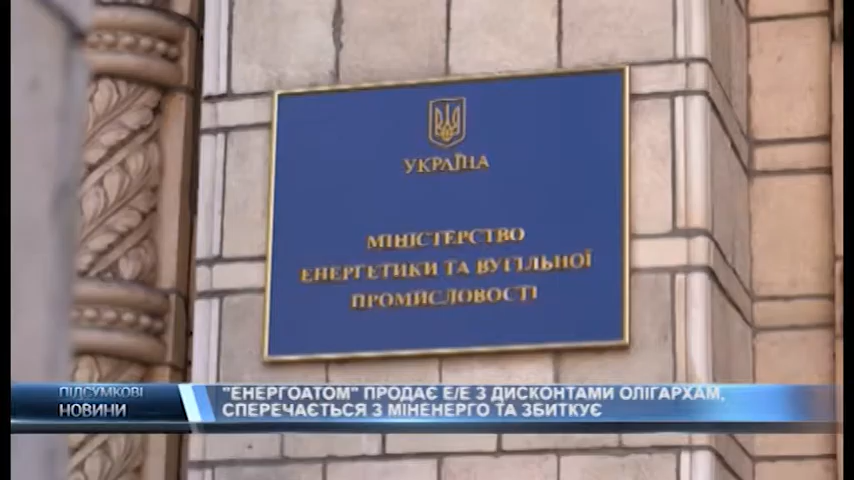 УКРАЇНА
МІНІСТЕРСТВО
ЕНЕРГЕТИКИ ТА ВУГІЛЬНОЇ
ПРОМИСЛОВОСТІ
ПІДСУМКОВІ
НОВИНИ
"ЕНЕРГОАТОМ" ПРОДАЄ Е/Е З ДИСКОНТАМИ ОЛІГАРХАМ,
СПЕРЕЧАЄТЬСЯ З МІНЕНЕРГО ТА ЗБИТКУЄ